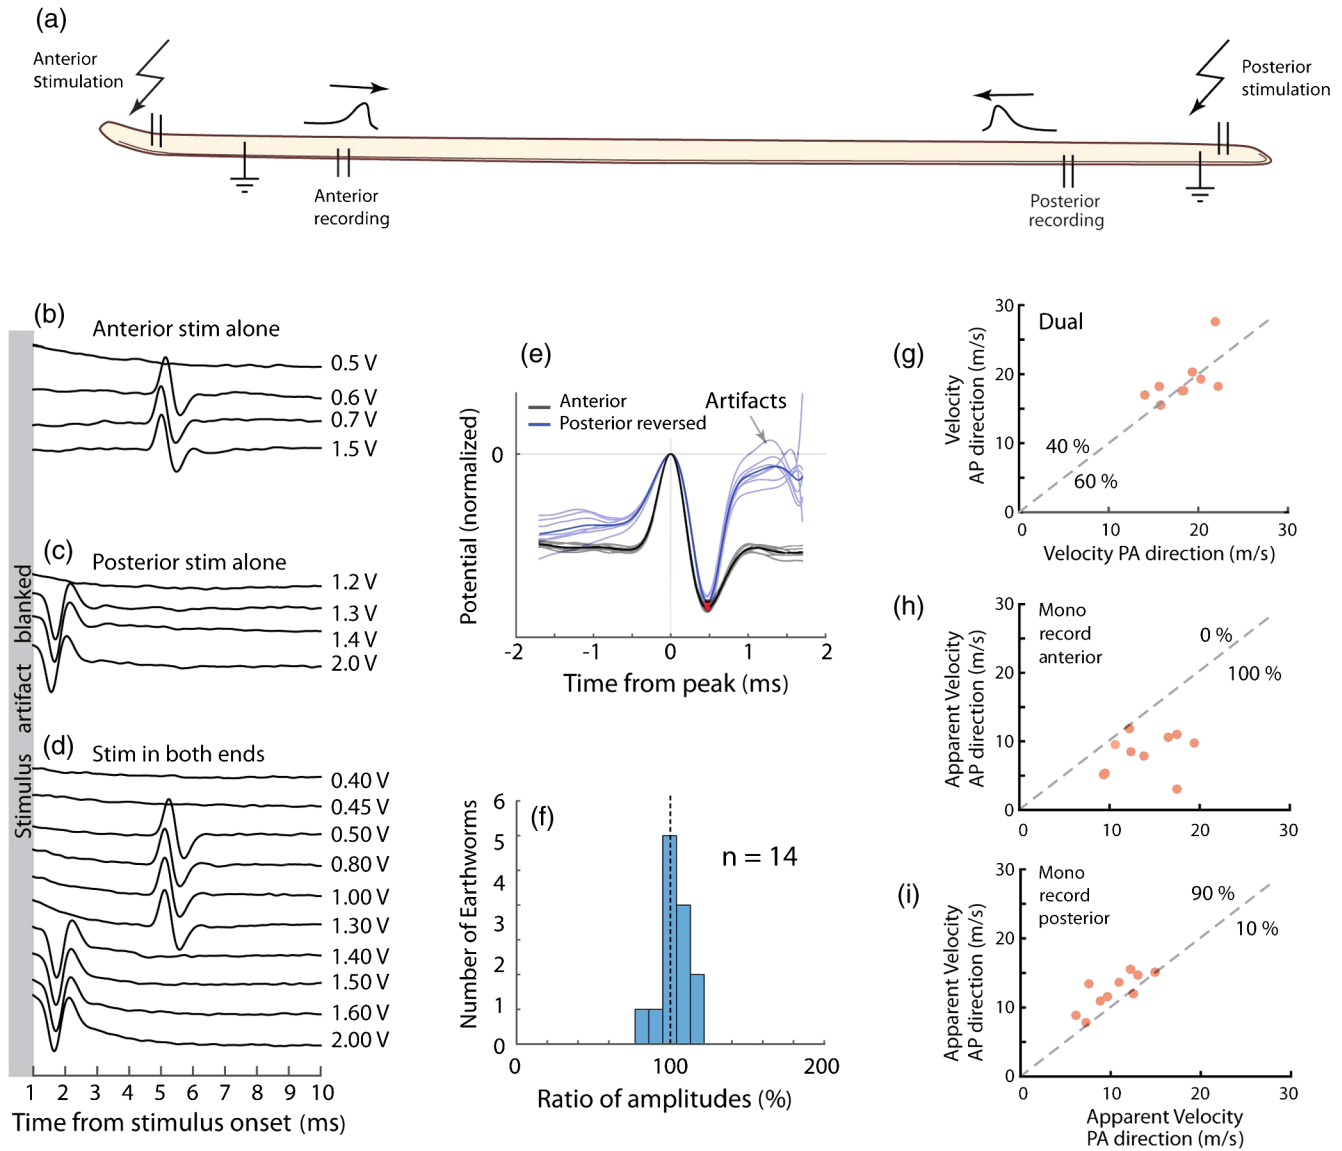 (a)
Anterior
Stimulation
Posterior
stimulation
Anterior
recording
Posterior
recording
(b)
Anterior stim alone
0.5 V
0.6 V
0.7 V
1.5 V
(c)
Posterior stim alone
1.2 V
1.3 V
1.4 V
2.0 V
(d)
Stim in both ends
0.40 V
0.45 V
0.50 V
0.80 V
1.00 V
1.30 V
1.40 V
1.50 V
1.60 V
2.00 V
Stimulus artifact blanked
1 2 3 4 5 6 7 8 9 10
Time from stimulus onset (ms)
(e)
Anterior
Posterior reversed
Artifacts
Potential (normalized)
0
-2 -1 0 1 2
Time from peak (ms)
(f)
n = 14
Number of Earthworms
6
5
4
3
2
1
0
0 100 200
Ratio of amplitudes (%)
(g)
Dual
Velocity
AP direction (m/s)
30
20
10
0
40 %
60 %
0 10 20 30
Velocity PA direction (m/s)
(h)
Mono
record
anterior
Apparent Velocity
AP direction (m/s)
30
20
10
0
0 %
100 %
0 10 20 30
(i)
Mono
record
posterior
Apparent Velocity
AP direction (m/s)
30
20
10
0
90 %
10 %
0 10 20 30
Apparent Velocity
PA direction (m/s)